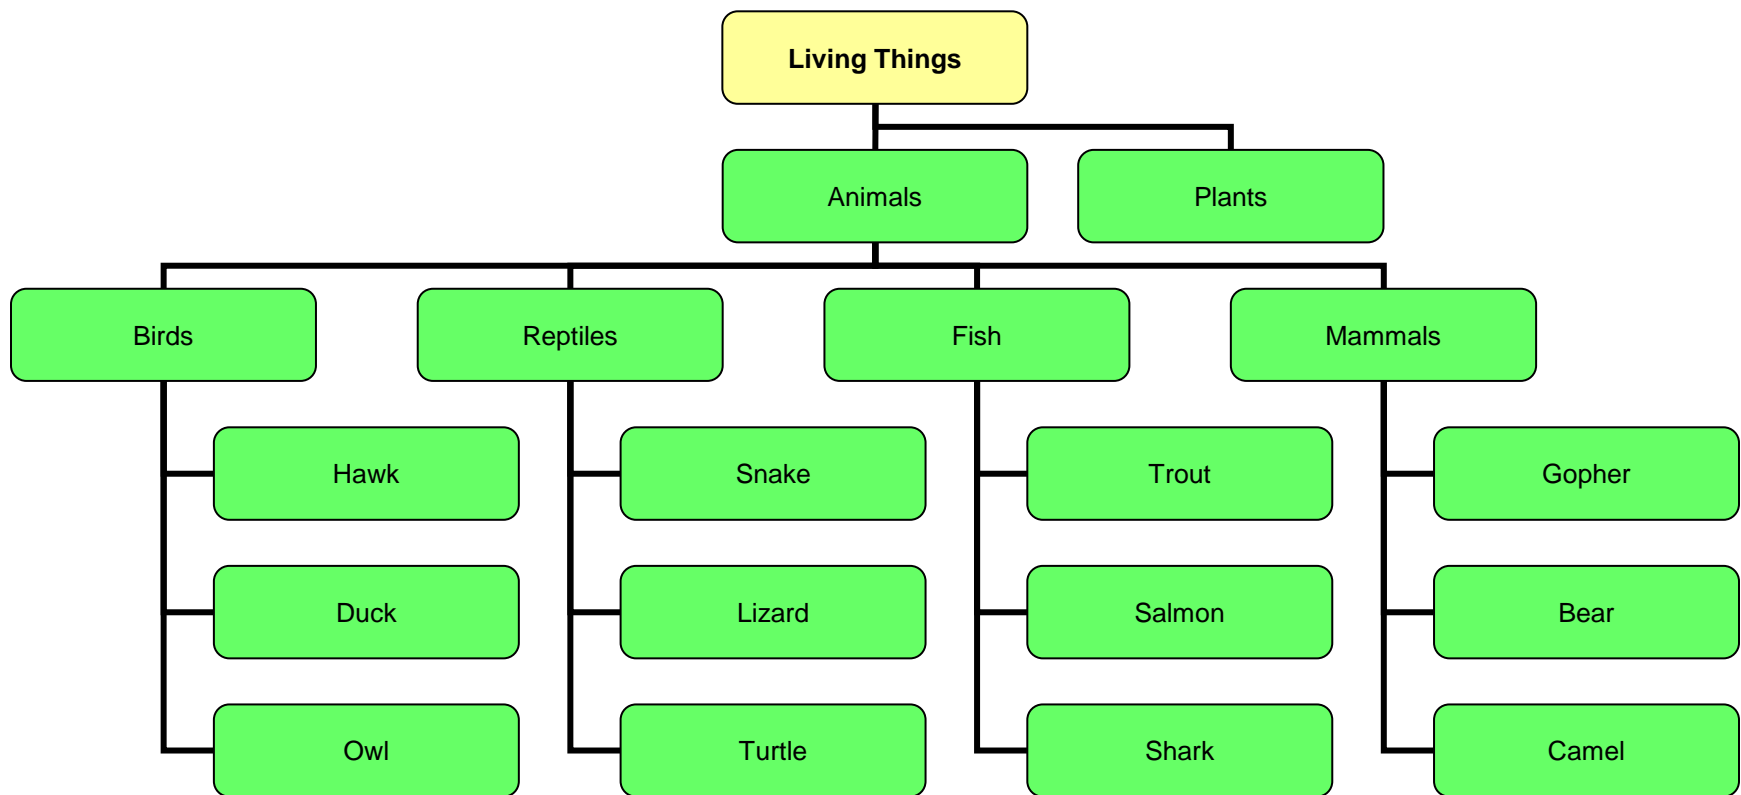 Living Things
Animals
Plants
Birds
Reptiles
Fish
Mammals
Hawk
Snake
Trout
Gopher
Duck
Lizard
Salmon
Bear
Owl
Turtle
Shark
Camel